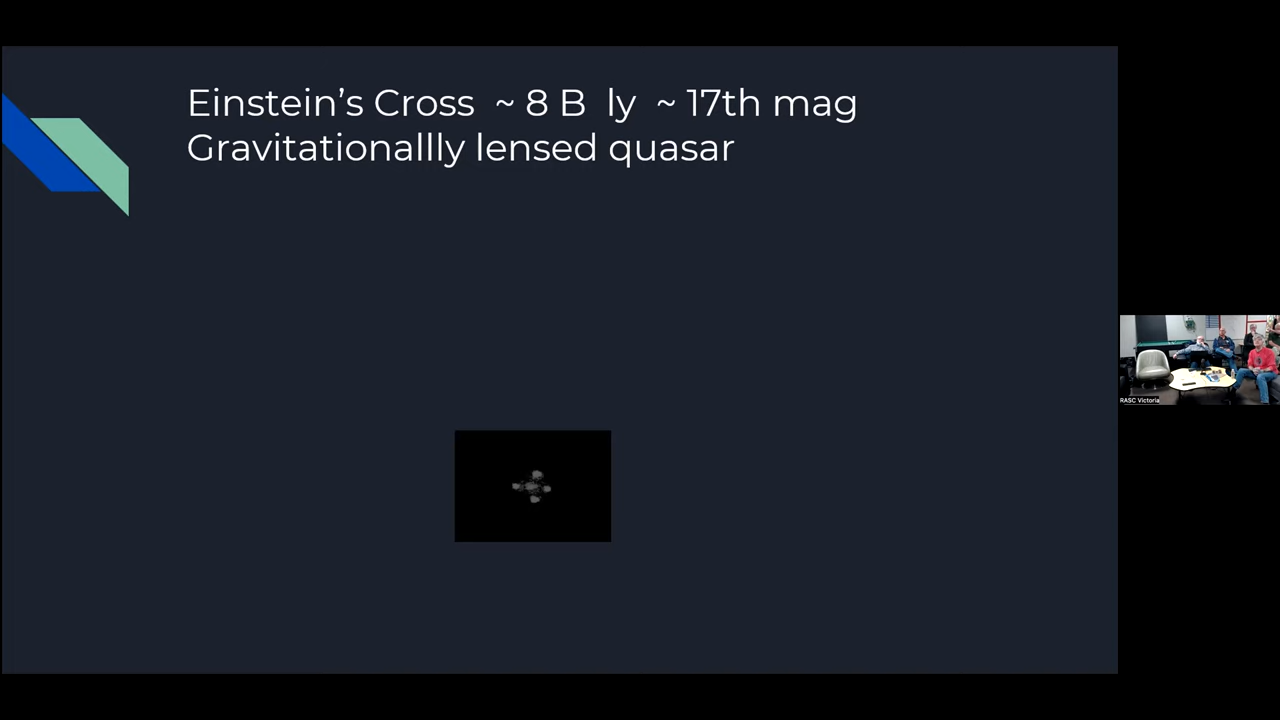 Einstein’s Cross ~ 8 B ly ~ 17th mag
Gravitationallly lensed quasar
RASC Victoria